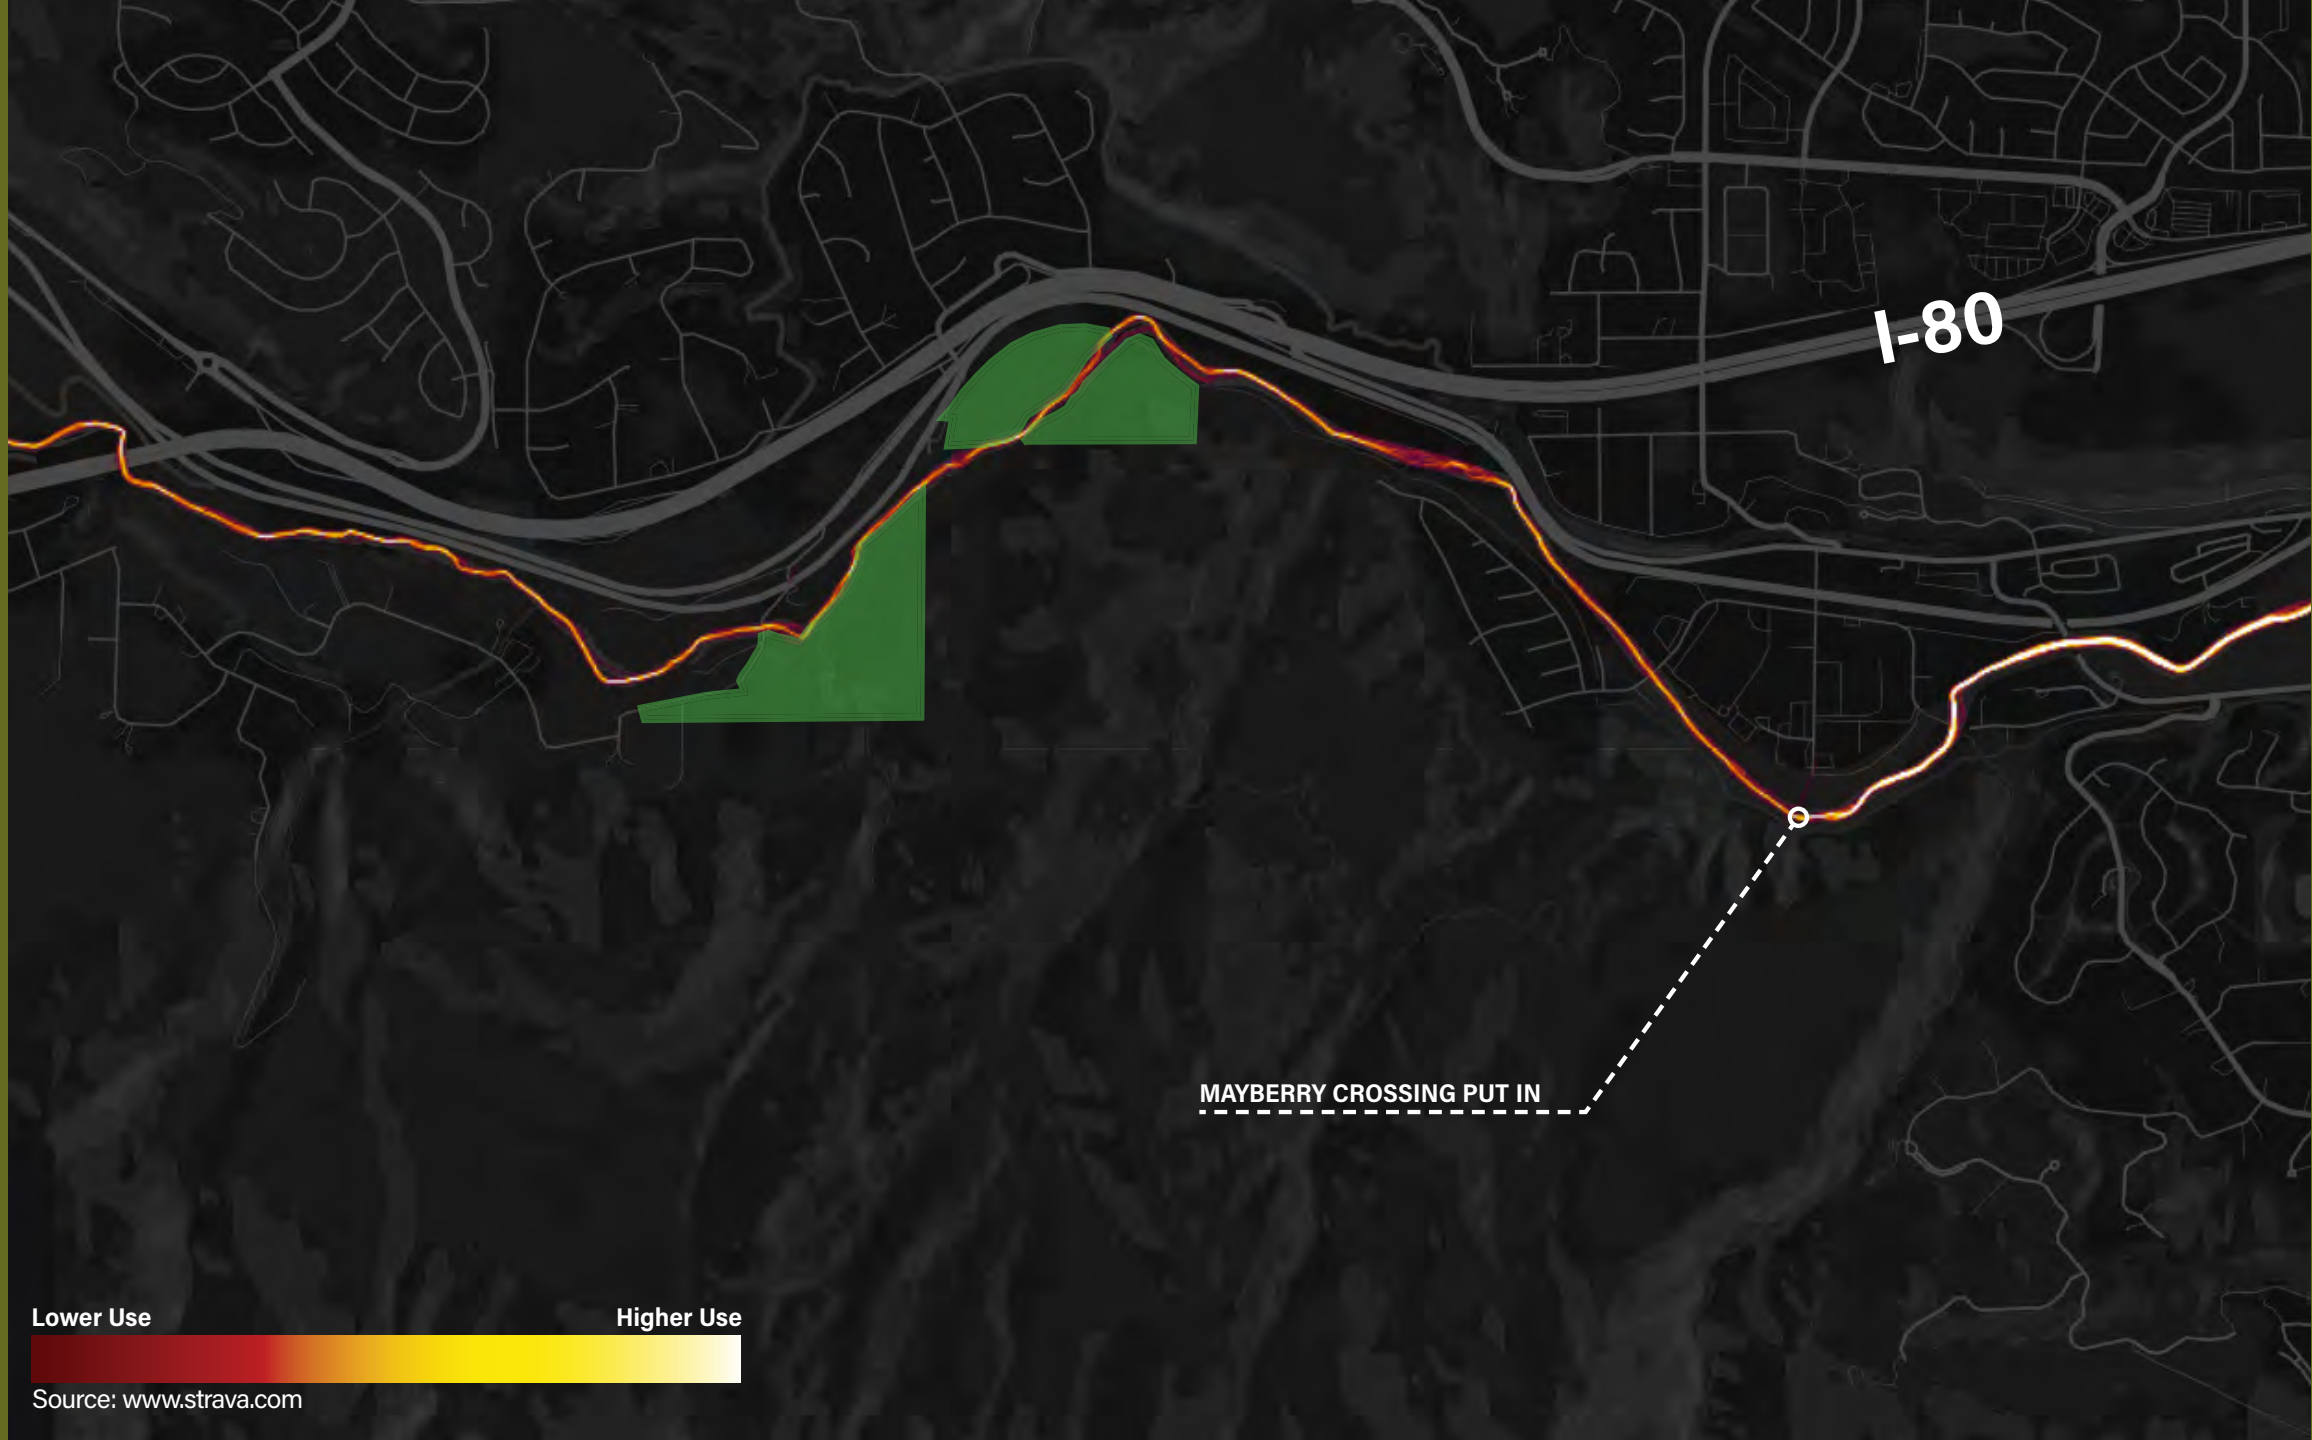 I-80
MAYBERRY CROSSING PUT IN
Lower Use
Higher Use
Source: www.strava.com